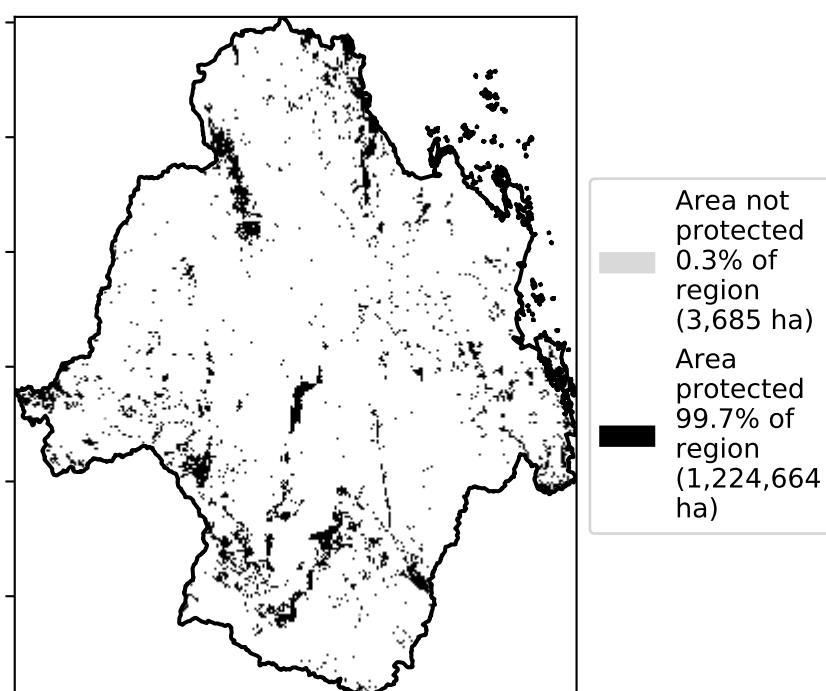 Area not
protected
0.3% of
region
(3,685 ha)
Area
protected
99.7% of
region
(1,224,664
ha)